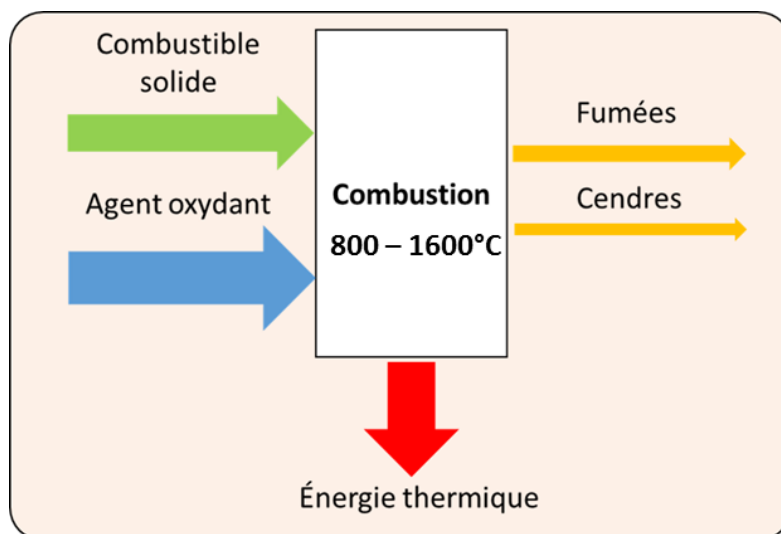 Combustible
solide
Agent oxydant
Combustion
800 – 1600°C
Fumées
Cendres
Énergie thermique